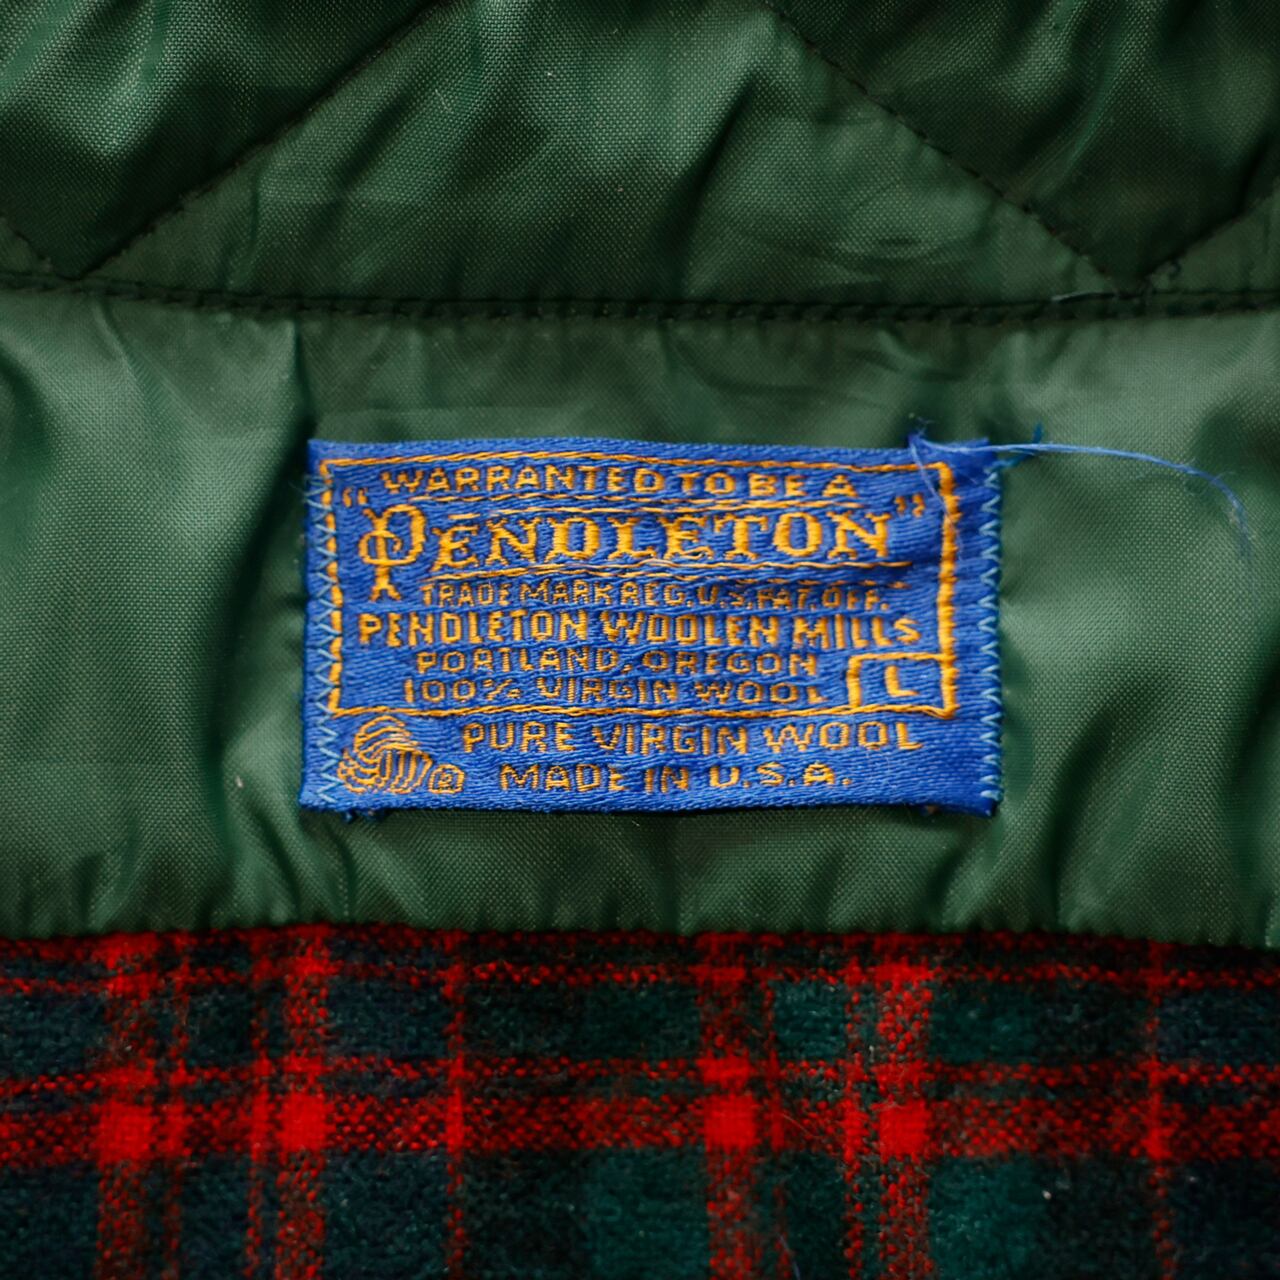 WARRANTED TO BE A
"PENDLETON"
TRADE MARK REG. U.S. PAT. OFF.
PENDLETON WOOLEN MILLS
PORTLAND, OREGON
100% VIRGIN WOOL L
PURE VIRGIN WOOL
® MADE IN U.S.A.